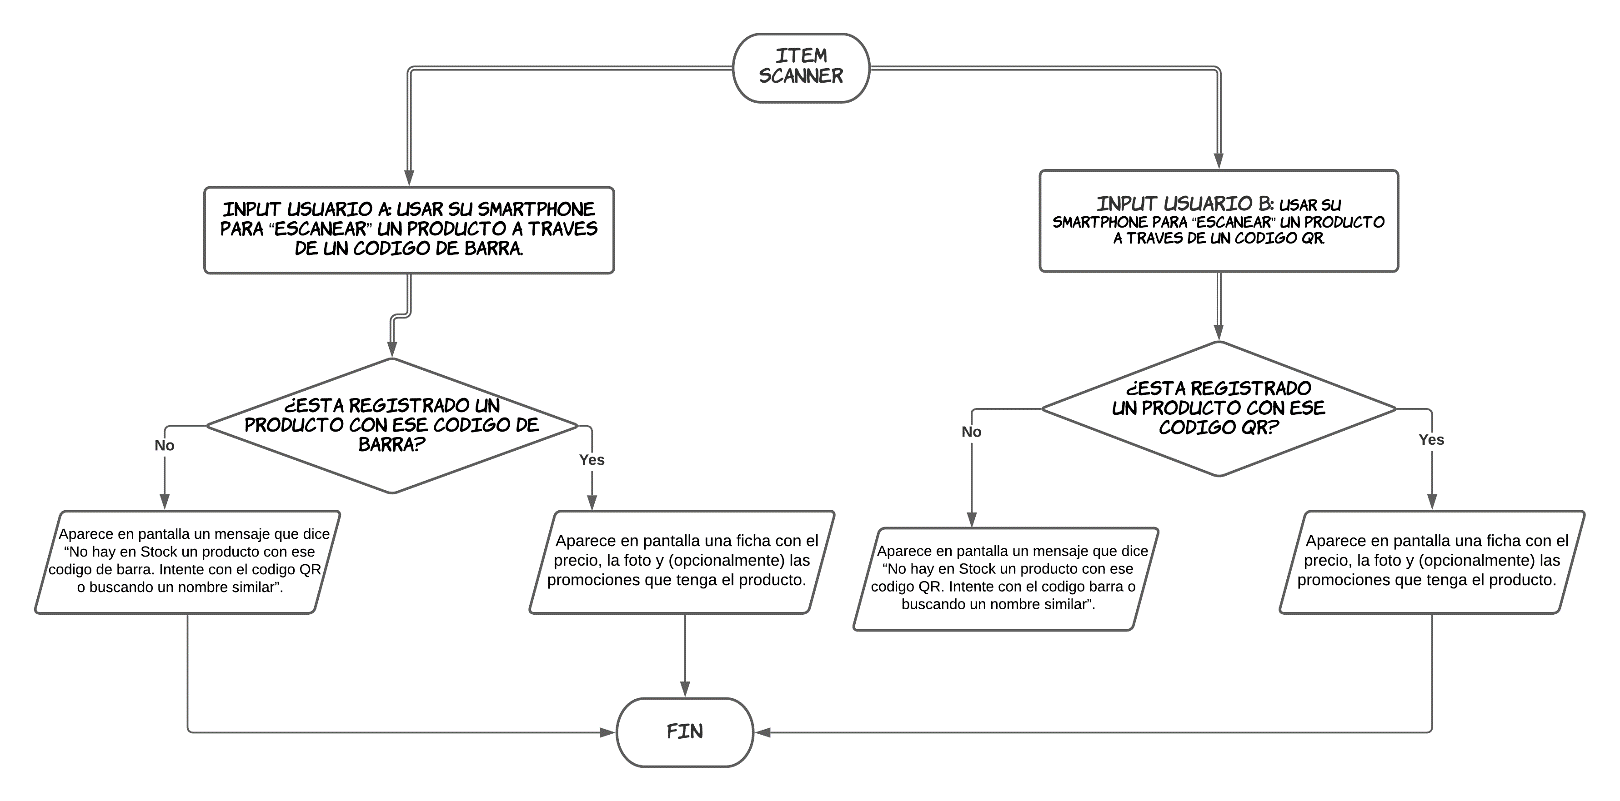 ITEM
SCANNER
INPUT USUARIO A: USAR SU SMARTPHONE
PARA "ESCANEAR" UN PRODUCTO A TRAVES
DE UN CODIGO DE BARRA.
INPUT USUARIO B: USAR SU
SMARTPHONE PARA "ESCANEAR" UN PRODUCTO
A TRAVES DE UN CODIGO QR.
¿ESTA REGISTRADO UN
PRODUCTO CON ESE CODIGO DE
BARRA?
No
Yes
¿ESTA REGISTRADO
UN PRODUCTO CON ESE
CODIGO QR?
No
Yes
Aparece en pantalla un mensaje que dice
“No hay en Stock un producto con ese
codigo de barra. Intente con el codigo QR
o buscando un nombre similar”.
Aparece en pantalla una ficha con el
precio, la foto y (opcionalmente) las
promociones que tenga el producto.
Aparece en pantalla un mensaje que dice
“No hay en Stock un producto con ese
codigo QR. Intente con el codigo barra o
buscando un nombre similar”.
Aparece en pantalla una ficha con el
precio, la foto y (opcionalmente) las
promociones que tenga el producto.
FIN